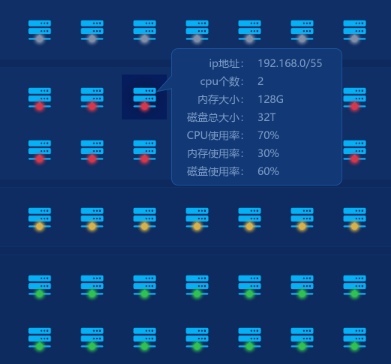 ip地址： 192.168.0/55
cpu个数： 2
内存大小： 128G
磁盘总大小： 32T
CPU使用率： 70%
内存使用率： 30%
磁盘使用率： 60%